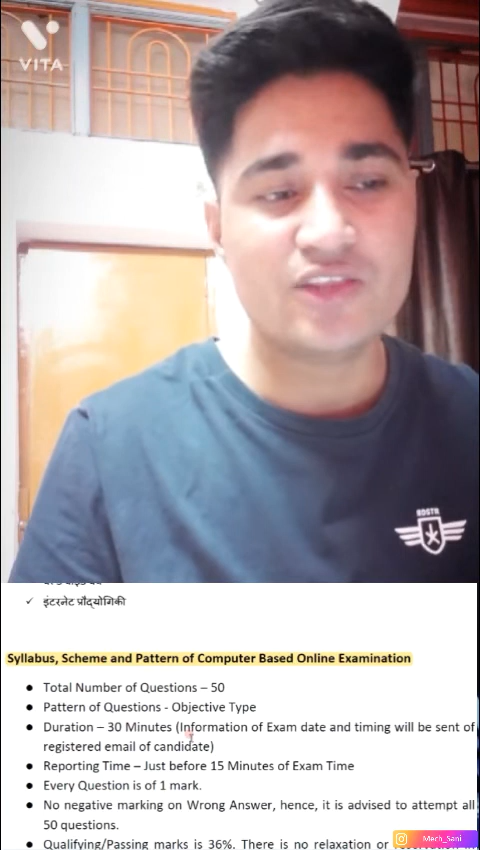 VITA
इंटरनेट प्रौद्योगिकी
Syllabus, Scheme and Pattern of Computer Based Online Examination
Total Number of Questions – 50
Pattern of Questions - Objective Type
Duration – 30 Minutes (Information of Exam date and timing will be sent of
registered email of candidate)
Reporting Time – Just before 15 Minutes of Exam Time
Every Question is of 1 mark.
No negative marking on Wrong Answer, hence, it is advised to attempt all
50 questions.
Qualifying/Passing marks is 36%. There is no relaxation or
Mech_Sani